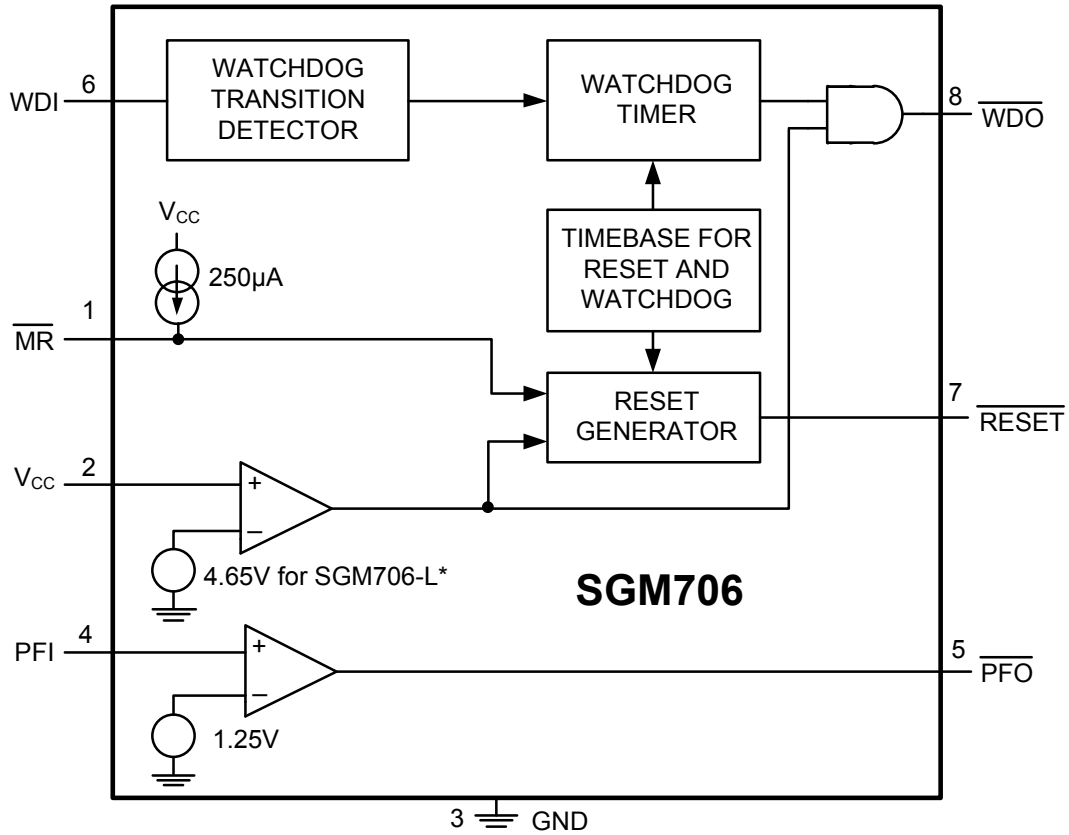 WDI
6
WATCHDOG
TRANSITION
DETECTOR
WATCHDOG
TIMER
8
WDO
VCC
250µA
TIMEBASE FOR
RESET AND
WATCHDOG
1
MR
RESET
GENERATOR
7
RESET
VCC
2
+
–
4.65V for SGM706-L*
SGM706
PFI
4
+
–
1.25V
5
PFO
3
GND